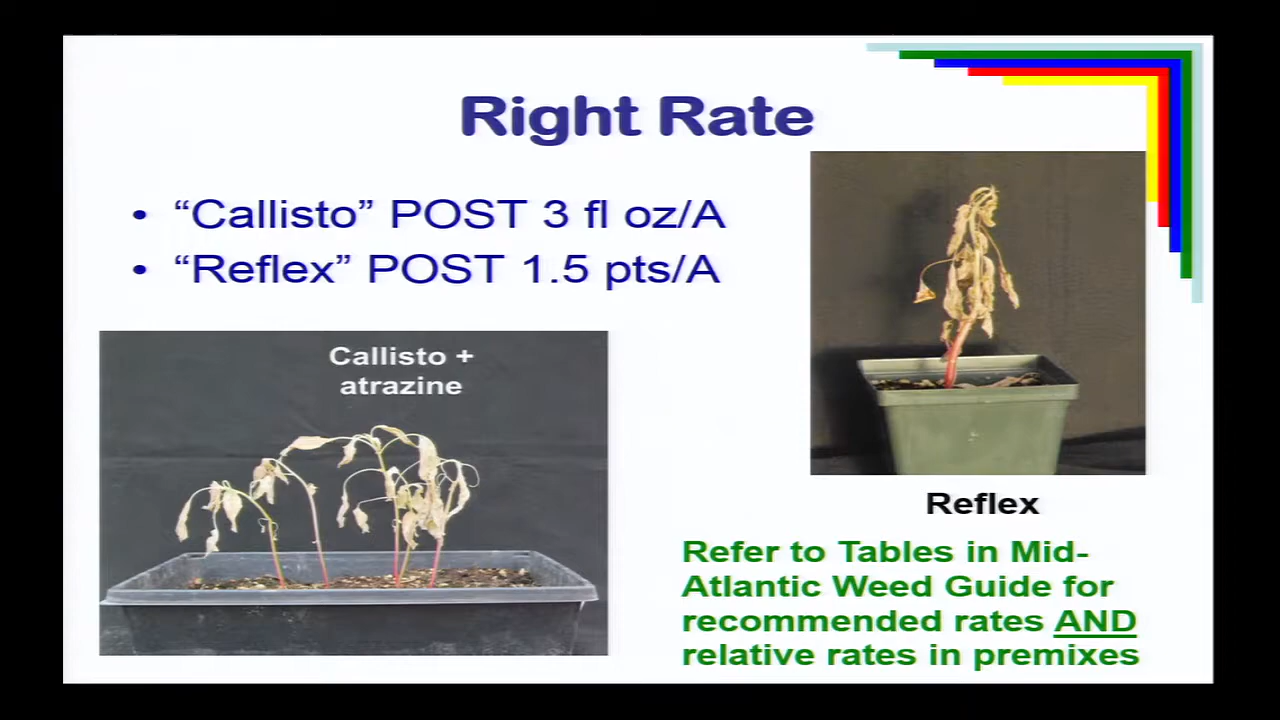 Right Rate
• “Callisto” POST 3 fl oz/A
• “Reflex” POST 1.5 pts/A
Callisto +
atrazine
Reflex
Refer to Tables in Mid-
Atlantic Weed Guide for
recommended rates AND
relative rates in premixes